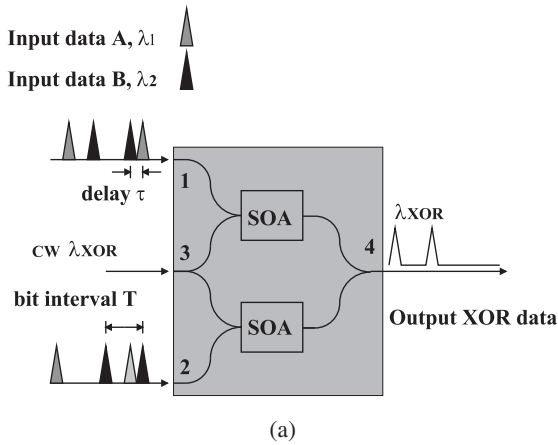 Input data A, λ1
Input data B, λ2
delay τ
1
SOA
λXOR
4
CW λXOR
3
bit interval T
SOA
Output XOR data
2
(a)